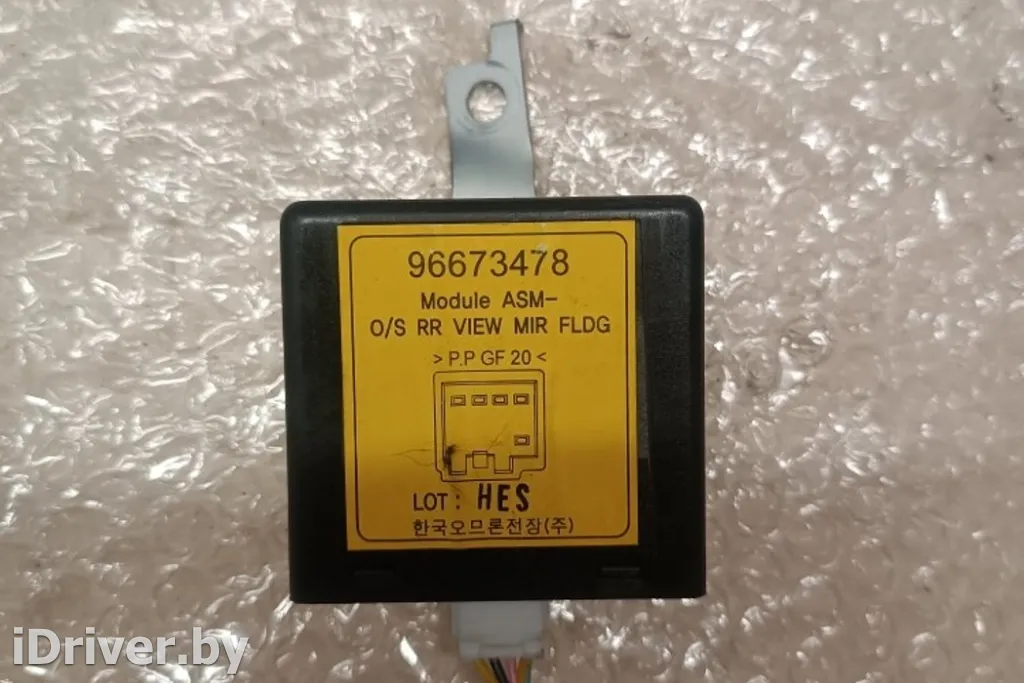 96673478
Module ASM-
O/S RR VIEW MIR FLDG
> P.P GF 20 <
LOT : HES
한국오므론전장(주)
iDriver.by